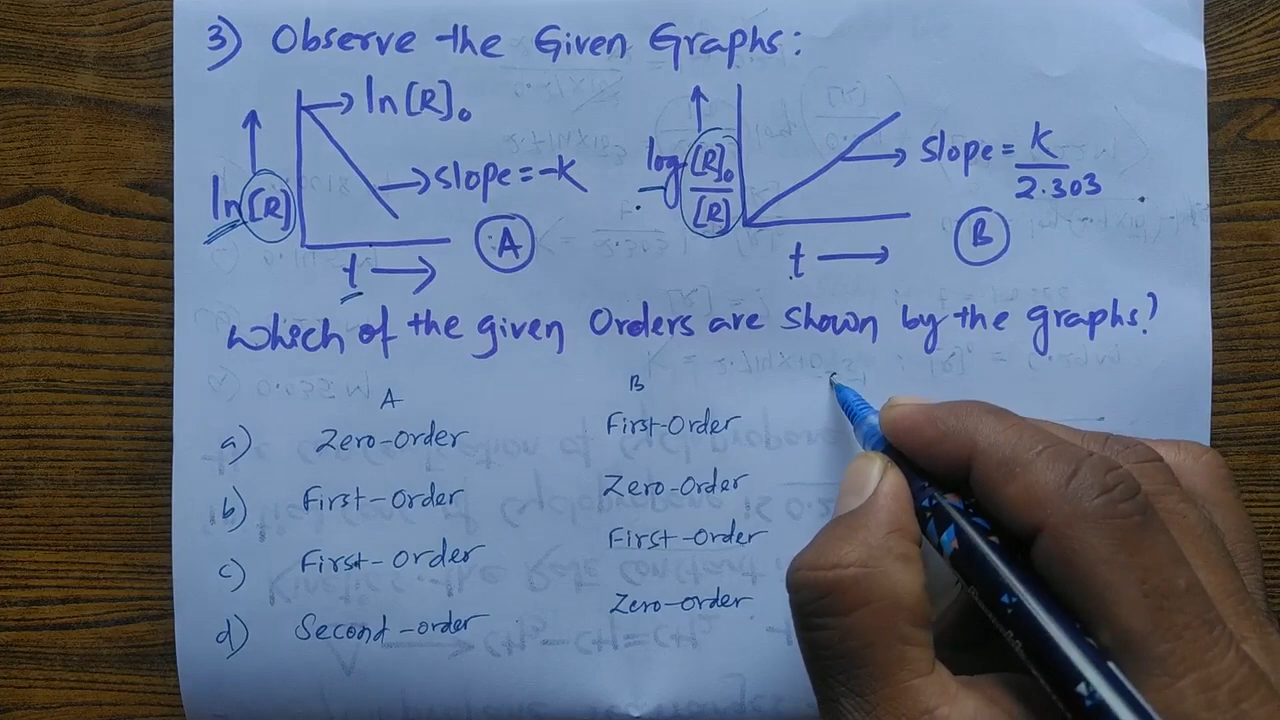 3) Observe the Given Graphs:
ln[R]₀
ln[R]
slope=-K
t
A
log [R]₀/[R]
slope = K/2.303
t
B
Which of the given Orders are shown by the graphs?
A B
a) Zero-order First-Order
b) First-order Zero-Order
c) First-order First-order
d) Second-order Zero-order